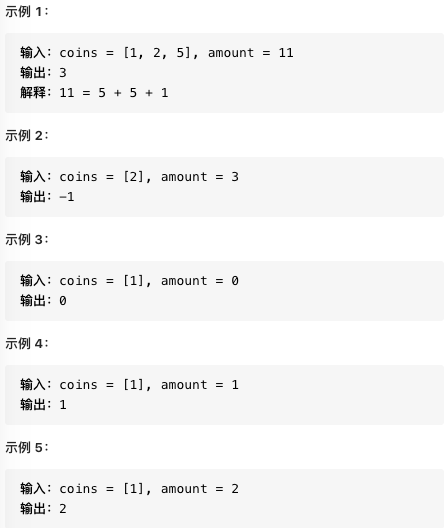 示例 1：
输入：coins = [1, 2, 5], amount = 11
输出：3
解释：11 = 5 + 5 + 1
示例 2：
输入：coins = [2], amount = 3
输出：-1
示例 3：
输入：coins = [1], amount = 0
输出：0
示例 4：
输入：coins = [1], amount = 1
输出：1
示例 5：
输入：coins = [1], amount = 2
输出：2